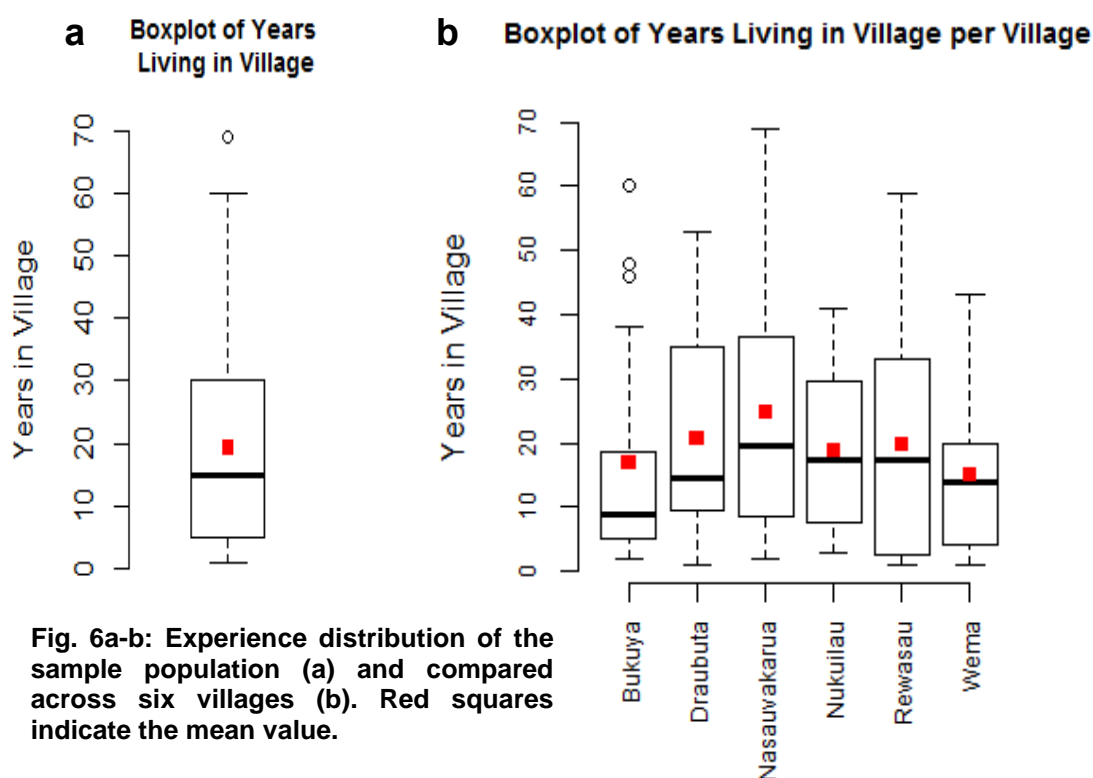 a
Boxplot of Years
Living in Village
Years in Village
70
60
50
40
30
20
10
0
b
Boxplot of Years Living in Village per Village
Years in Village
70
60
50
40
30
20
10
0
Bukuya
Draubuta
Nasauvakarua
Nukuilau
Rewasau
Wema
Fig. 6a-b: Experience distribution of the
sample population (a) and compared
across six villages (b). Red squares
indicate the mean value.